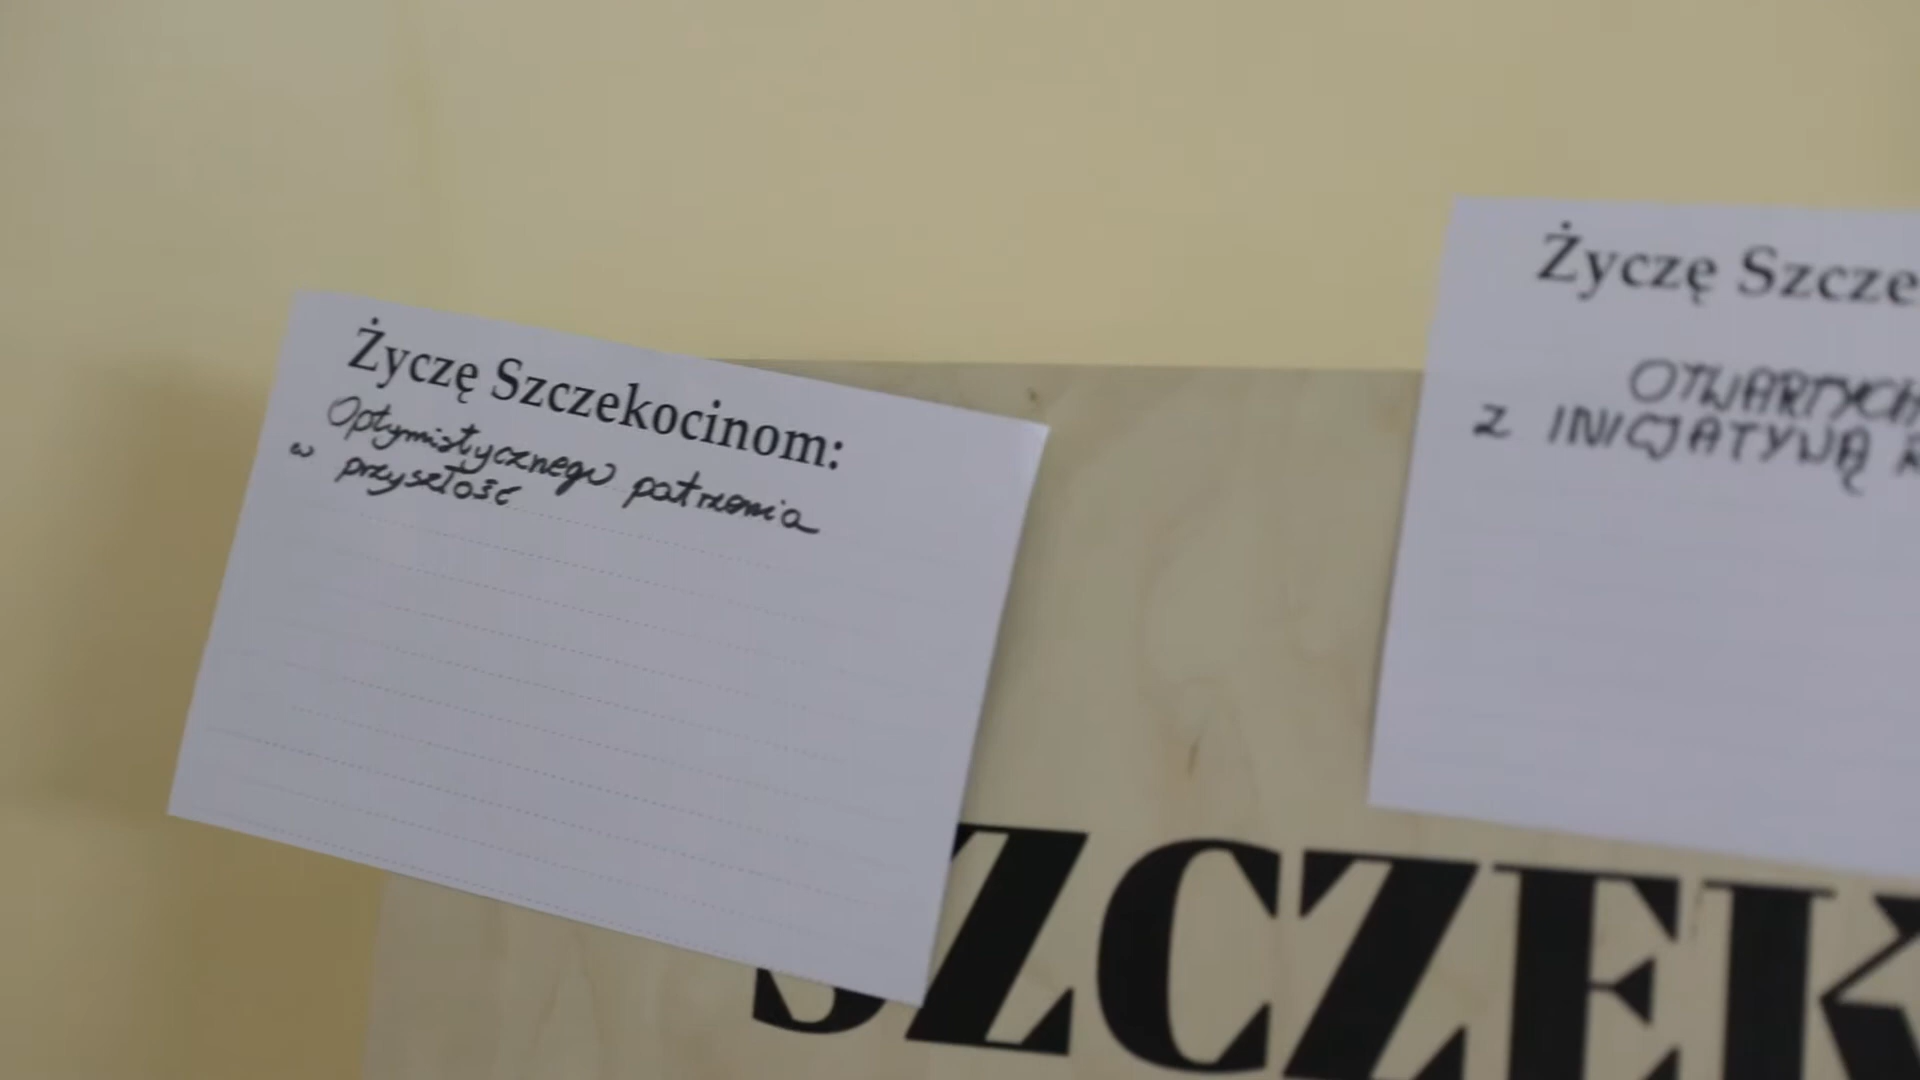 Życzę Szczekocinom:
Optymistycznego patrzenia
w przyszłość
Życzę Szcze
OTWARTYCH
Z INICJATYWĄ
SZCZEK